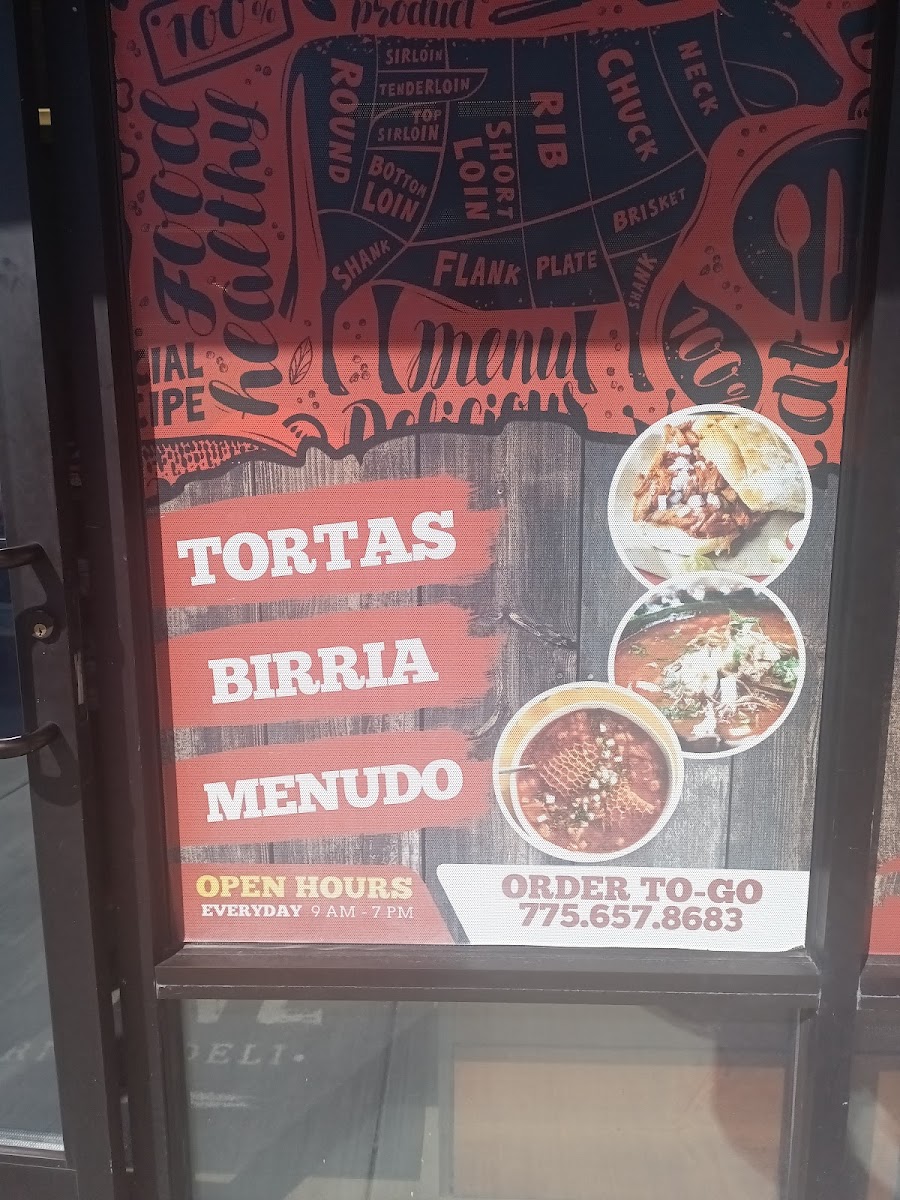 100%
product
Food
healthy
ROUND
SIRLOIN
TENDERLOIN
TOP
SIRLOIN
BOTTOM
LOIN
SHORT
LOIN
RIB
CHUCK
NECK
SHANK
FLANK
PLATE
BRISKET
SHANK
menu
100%
Delicious
TORTAS
BIRRIA
MENUDO
OPEN HOURS
EVERYDAY 9 AM - 7 PM
ORDER TO-GO
775.657.8683
DELI.